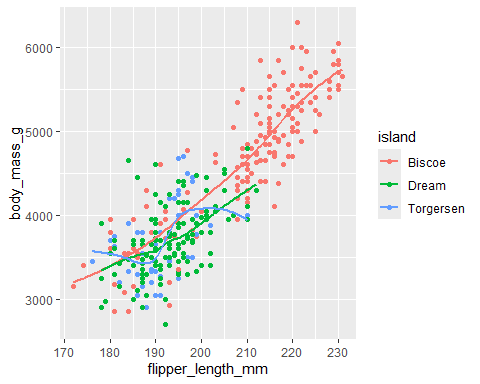 6000
5000
4000
3000
body_mass_g
170 180 190 200 210 220 230
flipper_length_mm
island
Biscoe
Dream
Torgersen